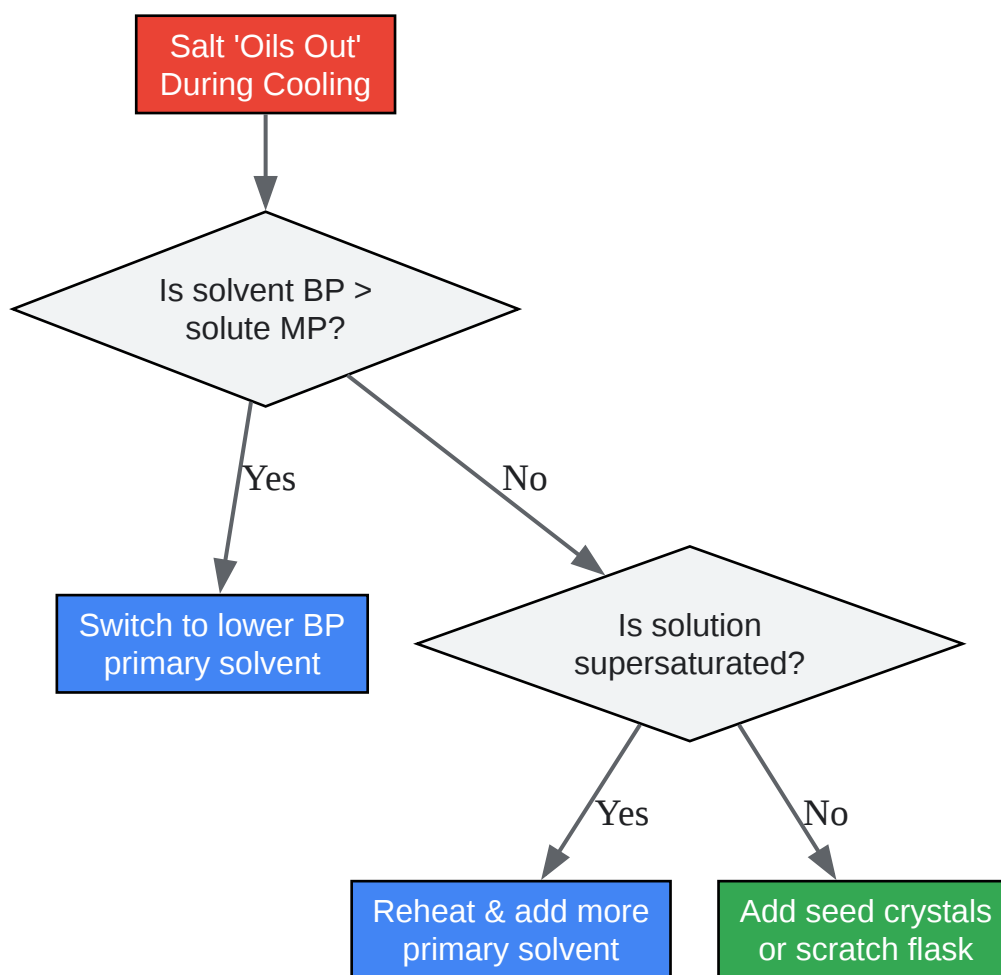 Salt 'Oils Out'
During Cooling
Is solvent BP >
solute MP?
Yes
No
Switch to lower BP
primary solvent
Is solution
supersaturated?
Yes
No
Reheat & add more
primary solvent
Add seed crystals
or scratch flask